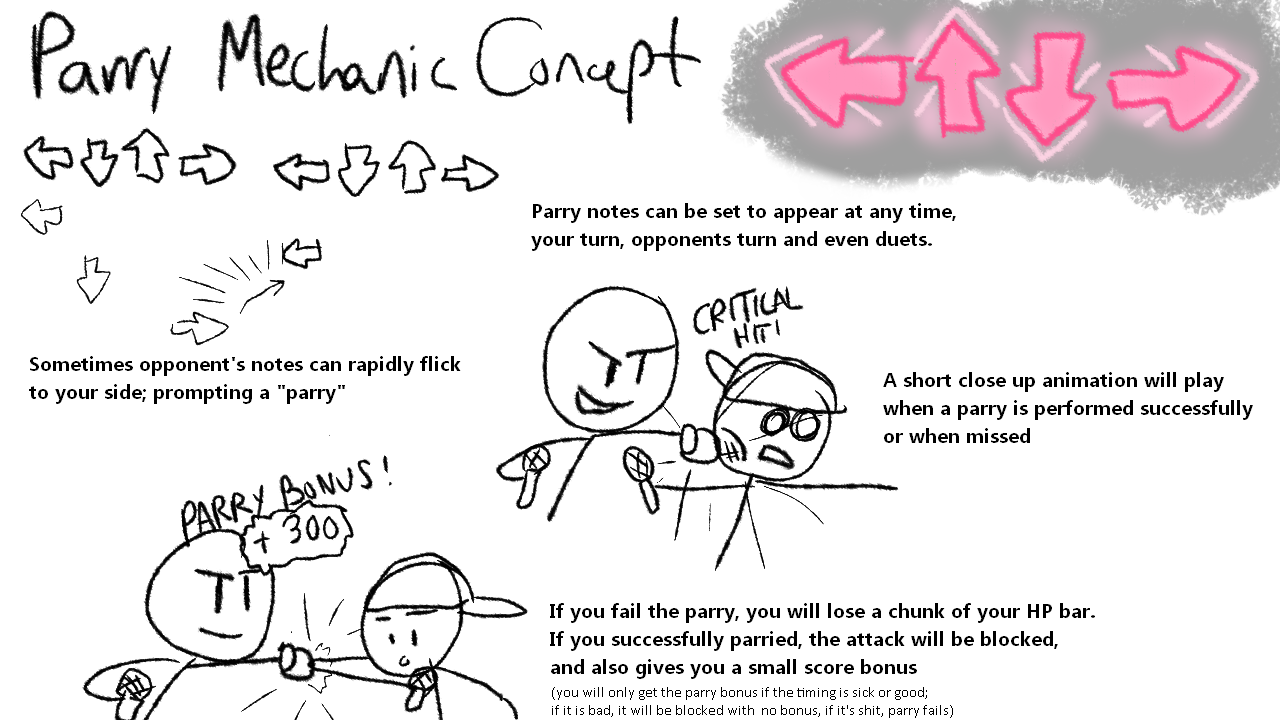 Parry Mechanic Concept
Parry notes can be set to appear at any time,
your turn, opponents turn and even duets.
Sometimes opponent's notes can rapidly flick
to your side; prompting a "parry"
CRITICAL
HIT!
A short close up animation will play
when a parry is performed successfully
or when missed
PARRY BONUS!
+ 300
If you fail the parry, you will lose a chunk of your HP bar.
If you successfully parried, the attack will be blocked,
and also gives you a small score bonus
(you will only get the parry bonus if the timing is sick or good;
if it is bad, it will be blocked with no bonus, if it's shit, parry fails)